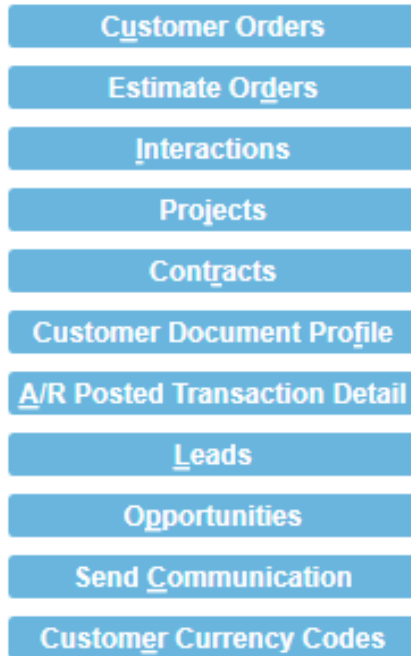 Customer Orders
Estimate Orders
Interactions
Projects
Contracts
Customer Document Profile
A/R Posted Transaction Detail
Leads
Opportunities
Send Communication
Customer Currency Codes